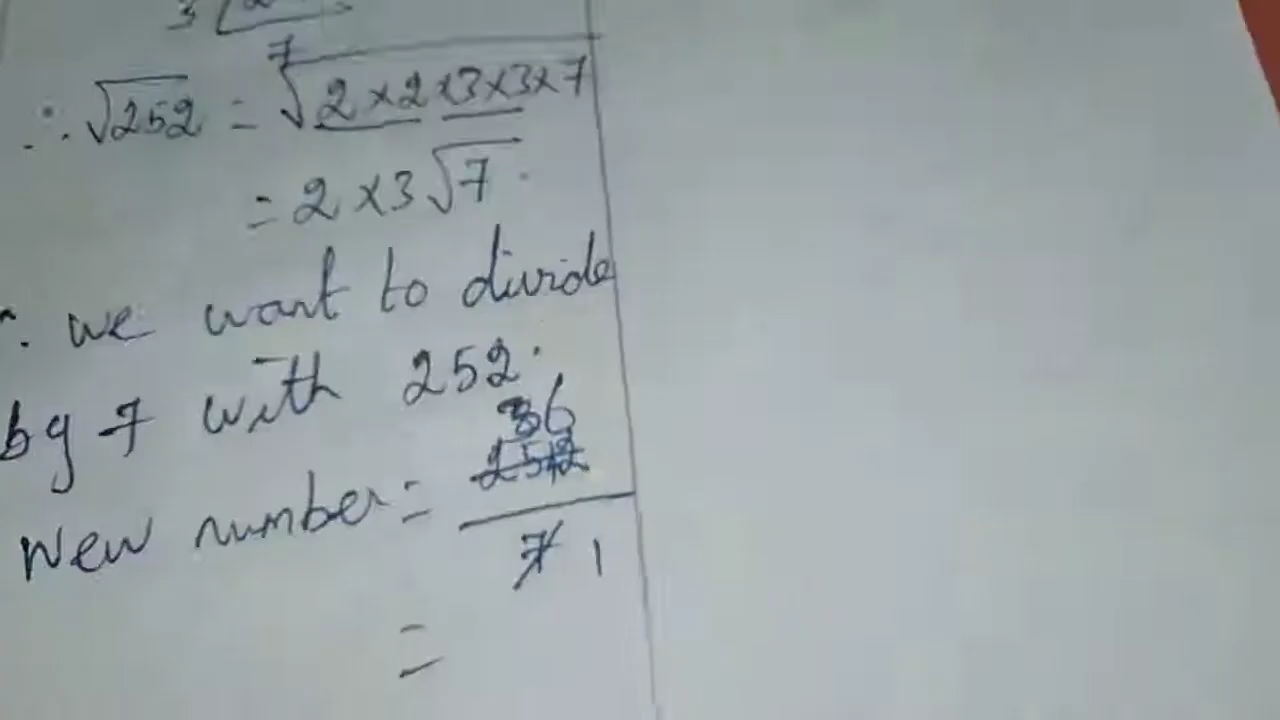 ∴ √252 = √2×2×3×3×7
= 2×3√7.
∴ we want to divide
by 7 with 252.
36
252
New number =
7 1
=